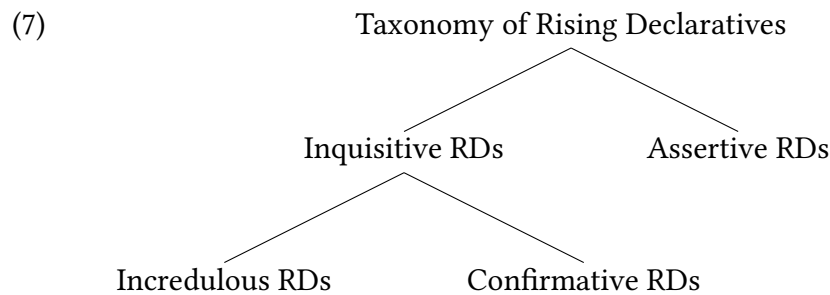 (7) Taxonomy of Rising Declaratives
Inquisitive RDs Assertive RDs
Incredulous RDs Confirmative RDs